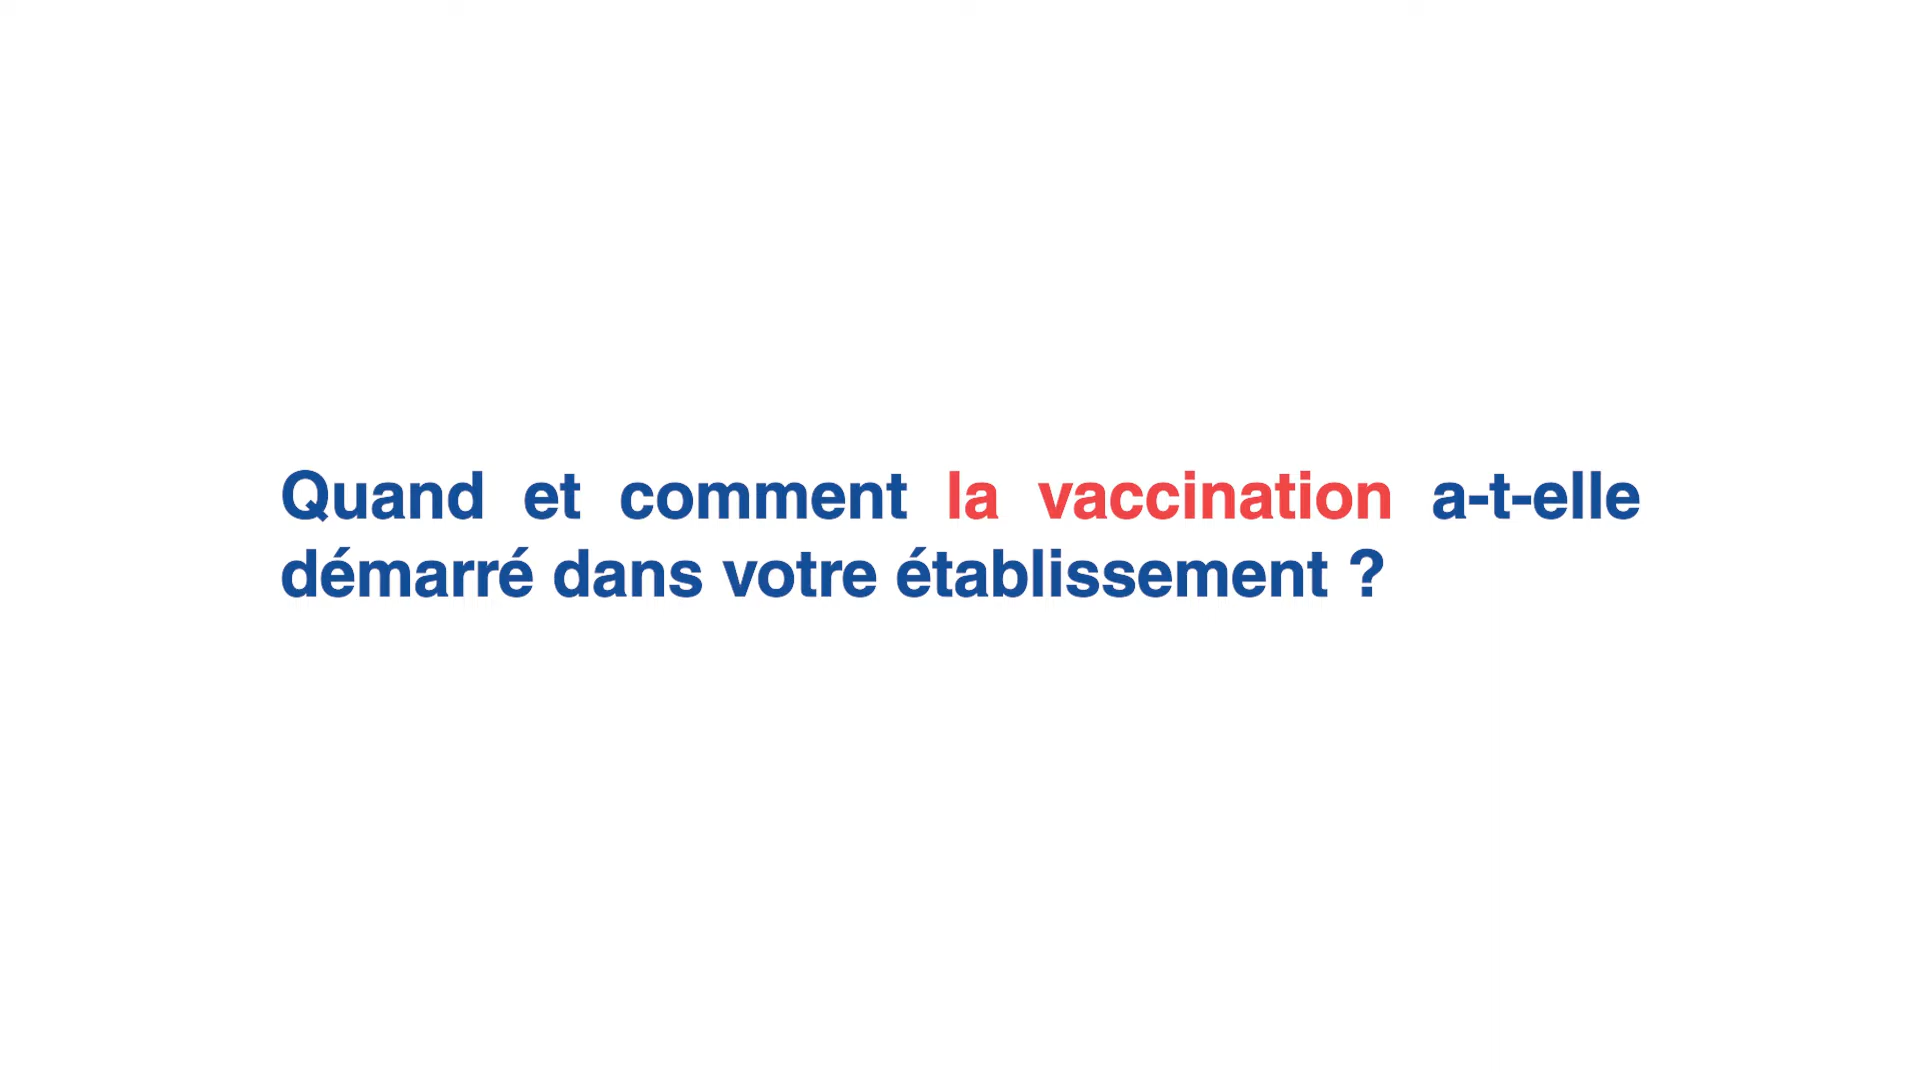 Quand et comment la vaccination a-t-elle
démarré dans votre établissement ?